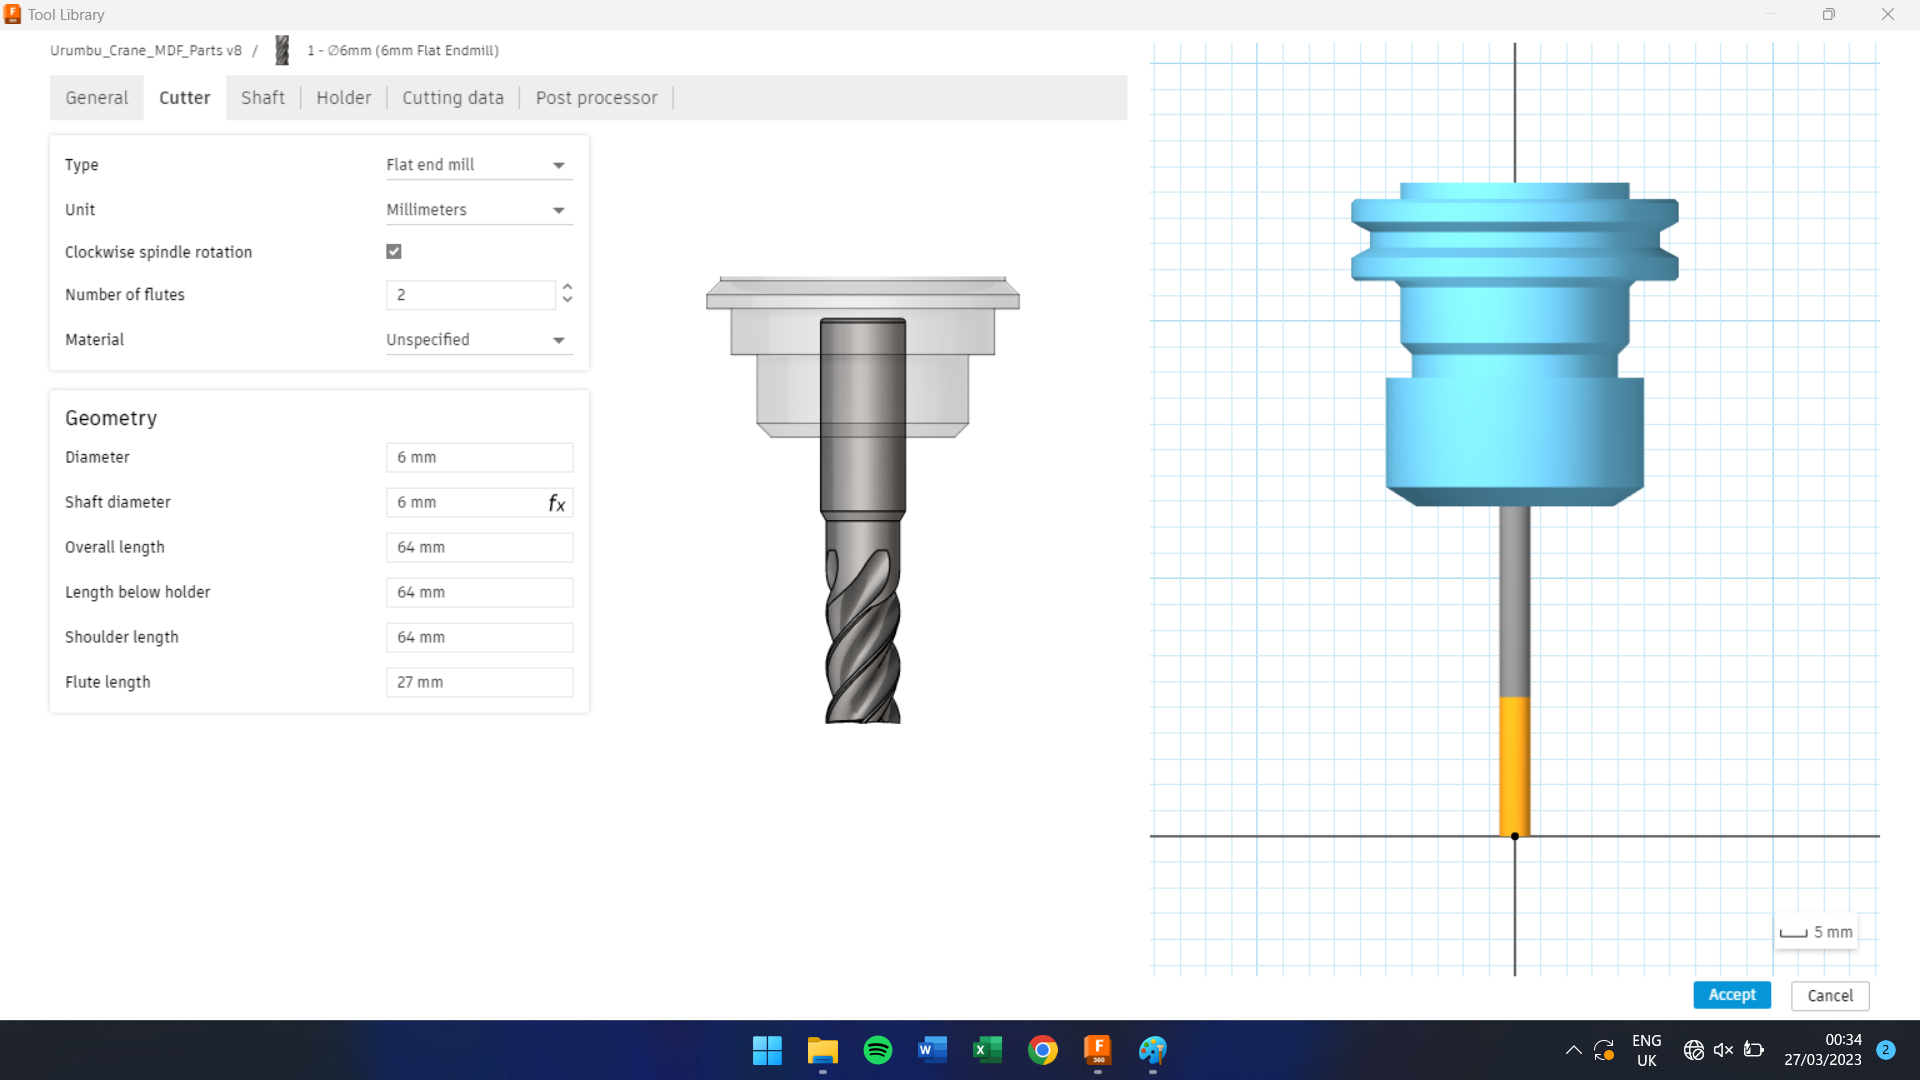 Tool Library
Urumbu_Crane_MDF_Parts v8 / 1 - Ø6mm (6mm Flat Endmill)
General Cutter Shaft Holder Cutting data Post processor
Type Flat end mill
Unit Millimeters
Clockwise spindle rotation
Number of flutes 2
Material Unspecified
Geometry
Diameter 6 mm
Shaft diameter 6 mm fx
Overall length 64 mm
Length below holder 64 mm
Shoulder length 64 mm
Flute length 27 mm
5 mm
Accept Cancel
ENG 00:34
UK 27/03/2023 2